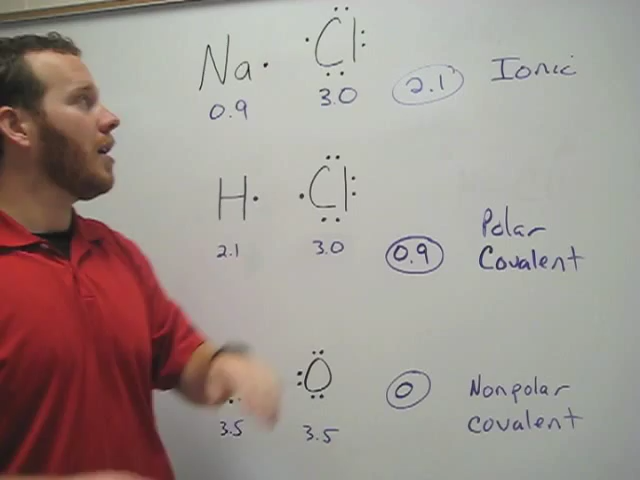 Na Cl 2.1 Ionic
0.9 3.0
H Cl Polar
2.1 3.0 0.9 Covalent
O 0 Nonpolar
3.5 3.5 covalent